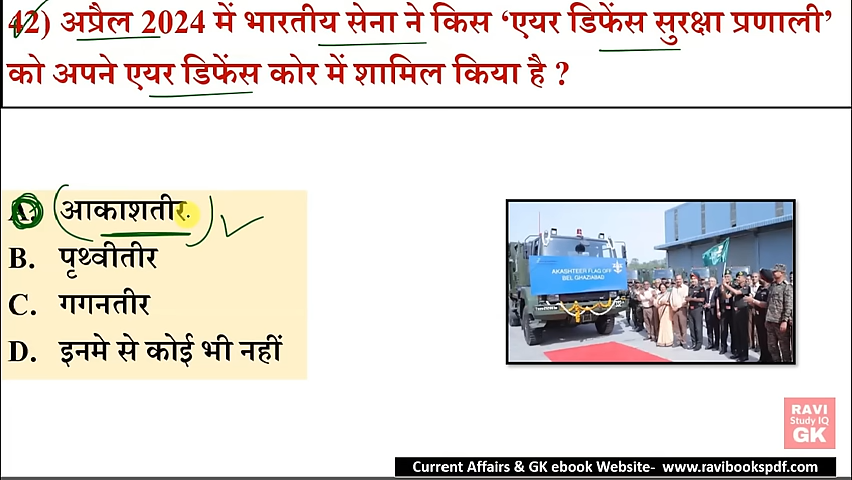 42) अप्रैल 2024 में भारतीय सेना ने किस ‘एयर डिफेंस सुरक्षा प्रणाली’
को अपने एयर डिफेंस कोर में शामिल किया है ?
A. आकाशतीर
B. पृथ्वीतीर
C. गगनतीर
D. इनमे से कोई भी नहीं
AKASHTEER FLAG OFF
BEL GHAZIABAD
RAVI
Study IQ
GK
Current Affairs & GK ebook Website- www.ravibookspdf.com